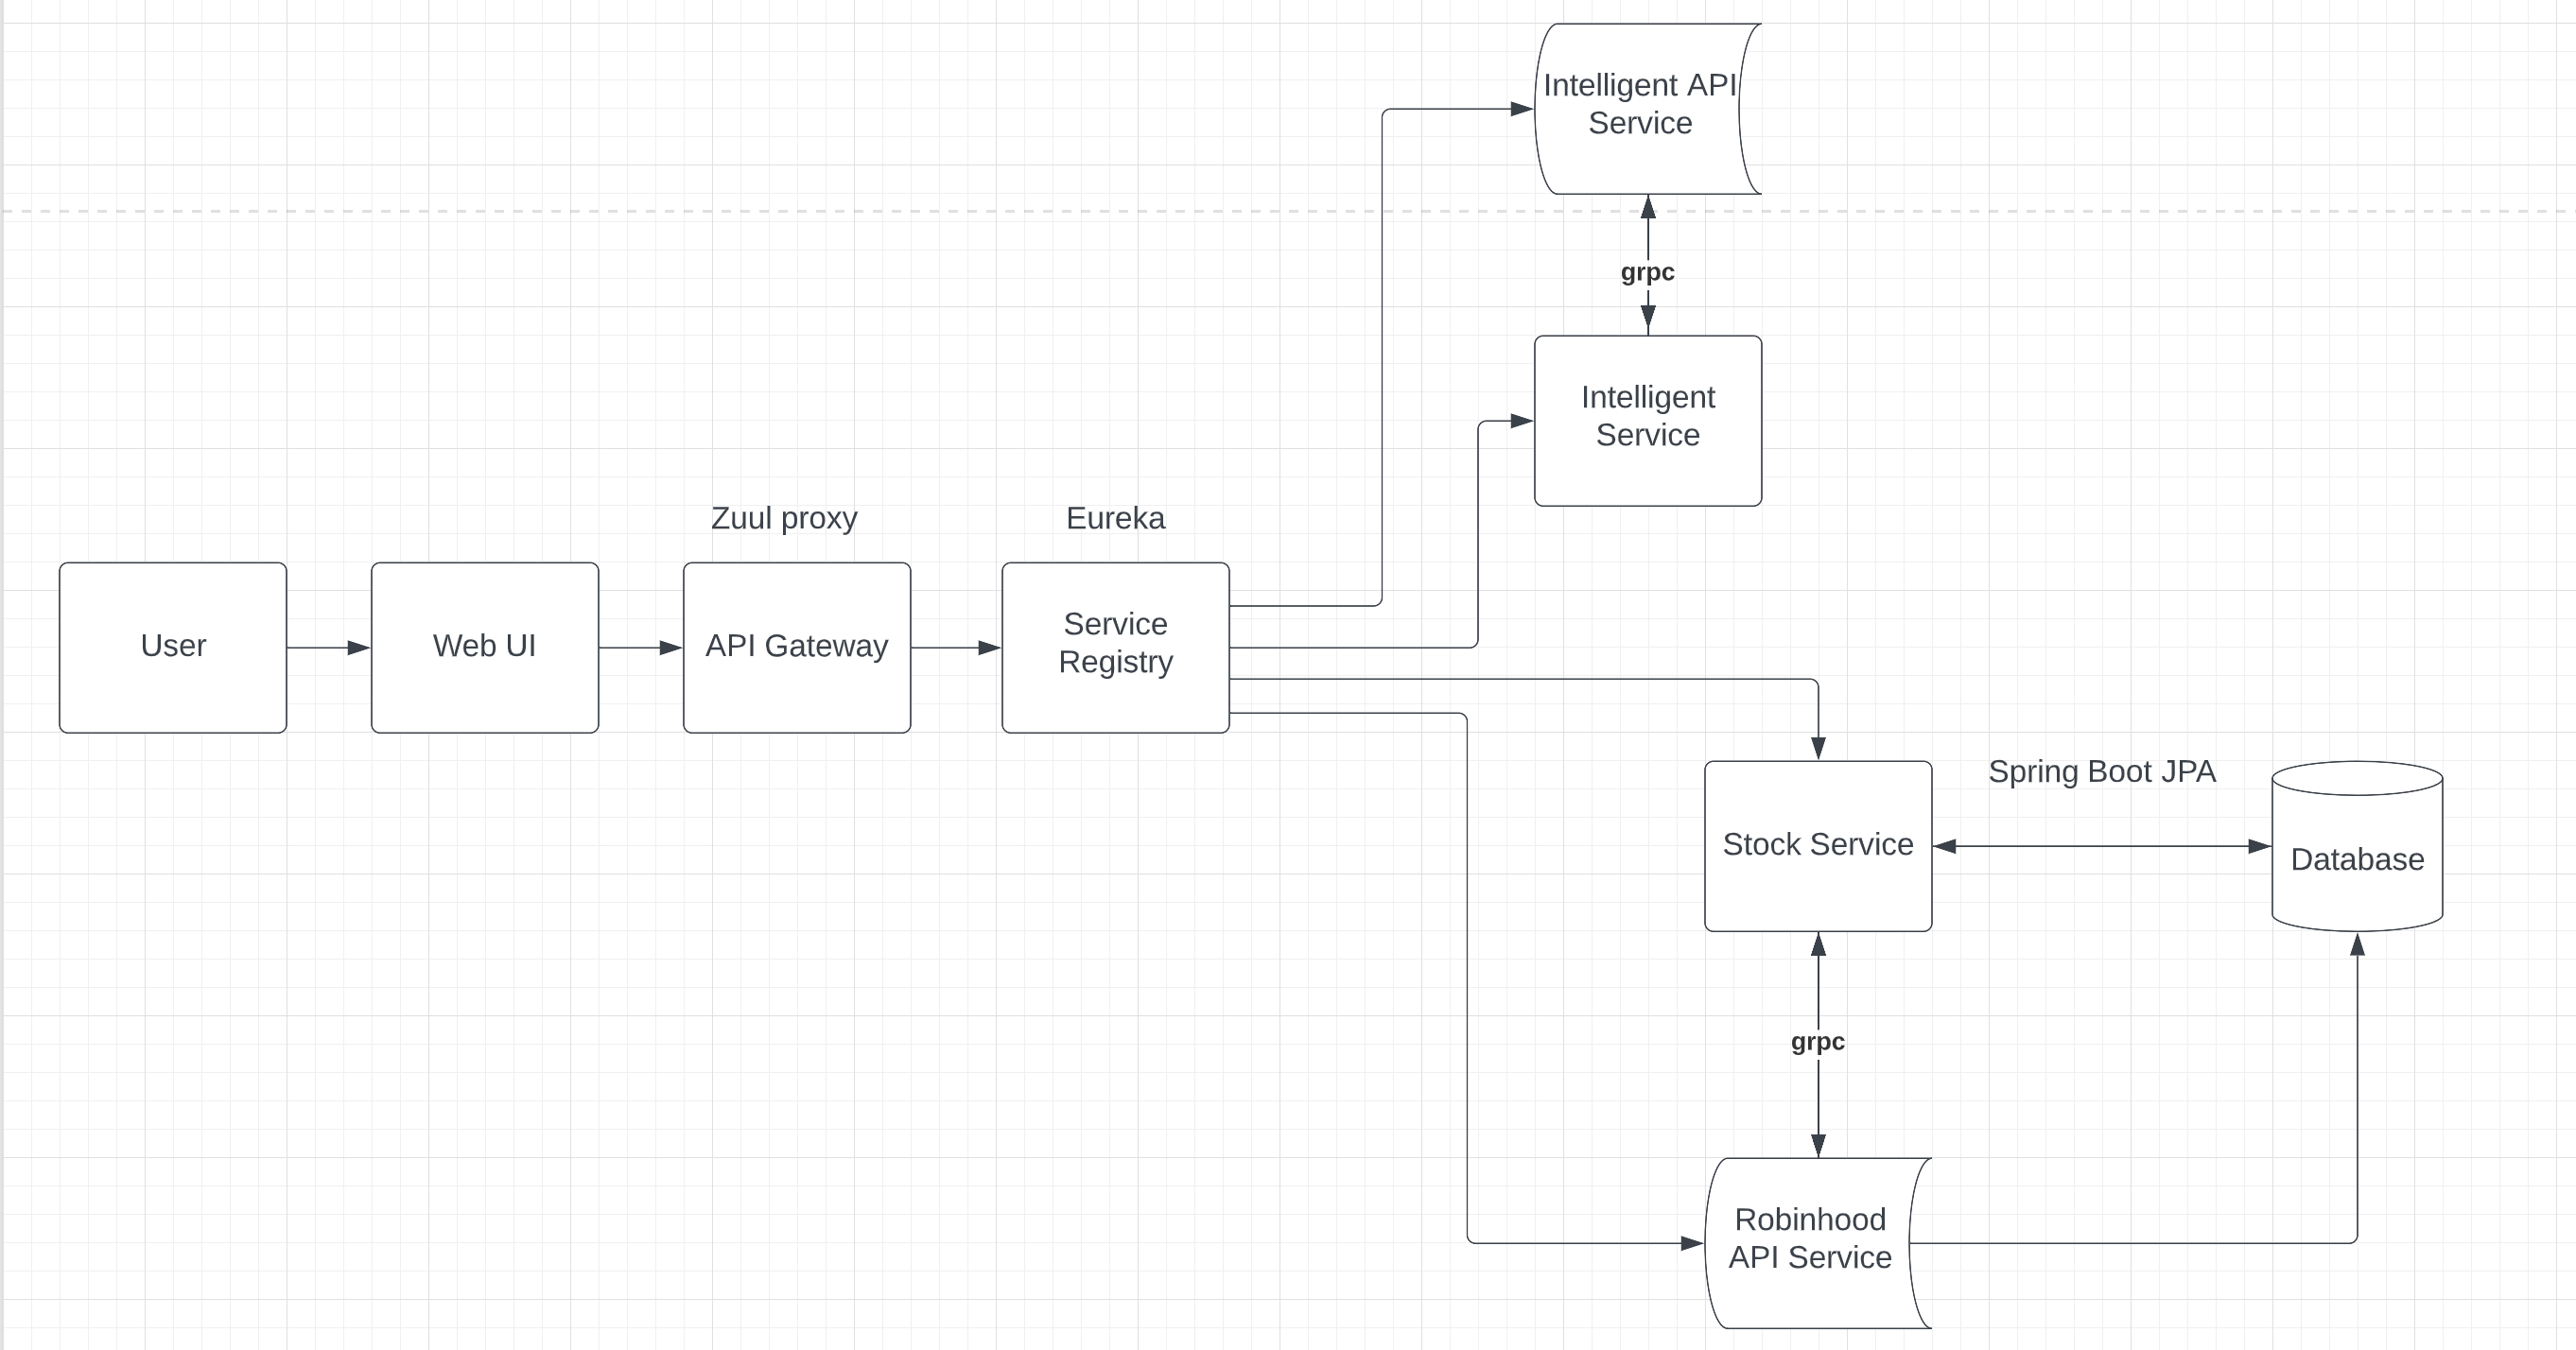 Intelligent API
Service
grpc
Intelligent
Service
Zuul proxy
Eureka
User
Web UI
API Gateway
Service
Registry
Stock Service
Spring Boot JPA
Database
grpc
Robinhood
API Service